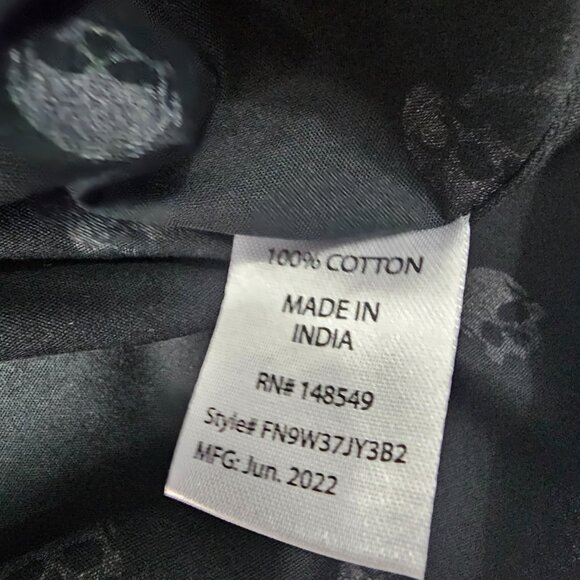 100% COTTON
MADE IN
INDIA
RN# 148549
Style# FN9W37JY3B2
MFG: Jun. 2022